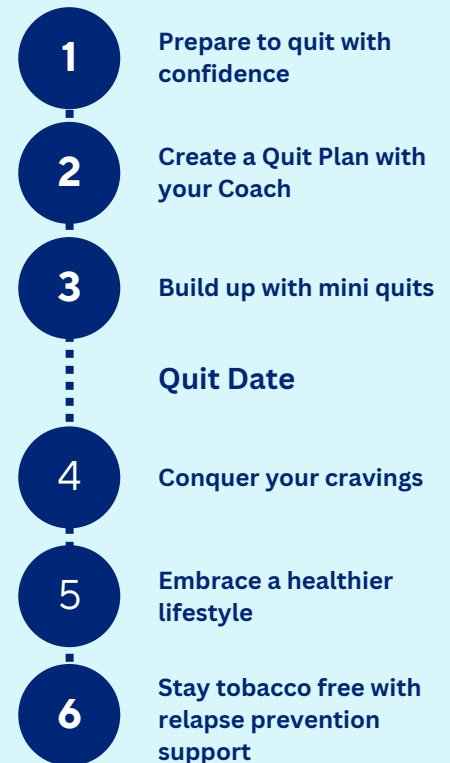 1
Prepare to quit with
confidence
2
Create a Quit Plan with
your Coach
3
Build up with mini quits
Quit Date
4
Conquer your cravings
5
Embrace a healthier
lifestyle
6
Stay tobacco free with
relapse prevention
support